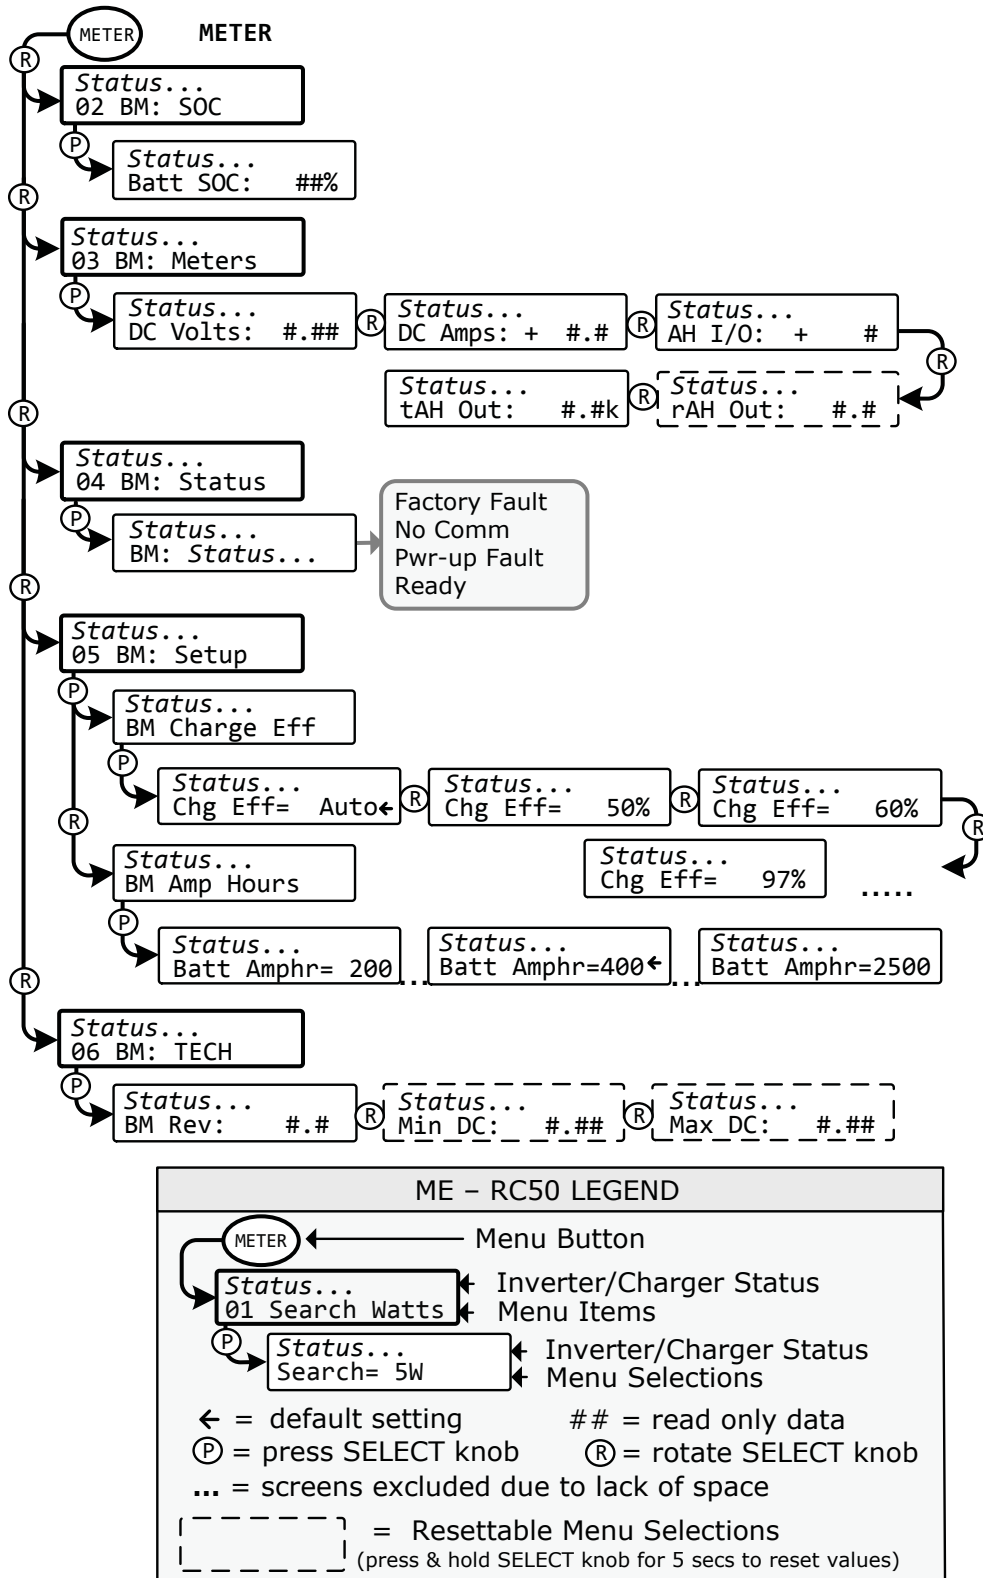 METER METER
R
Status...
02 BM: SOC
P
Status...
Batt SOC: ##%
R
Status...
03 BM: Meters
P
Status...
DC Volts: #.##
R
Status...
DC Amps: + #.#
R
Status...
AH I/O: + #
R
Status...
rAH Out: #.#
R
Status...
tAH Out: #.#k
R
Status...
04 BM: Status
P
Status...
BM: Status...
Factory Fault
No Comm
Pwr-up Fault
Ready
R
Status...
05 BM: Setup
P
Status...
BM Charge Eff
P
Status...
Chg Eff= Auto←
R
Status...
Chg Eff= 50%
R
Status...
Chg Eff= 60%
R
.....
Status...
Chg Eff= 97%
R
Status...
BM Amp Hours
P
Status...
Batt Amphr= 200
...
Status...
Batt Amphr=400←
...
Status...
Batt Amphr=2500
R
Status...
06 BM: TECH
P
Status...
BM Rev: #.#
R
Status...
Min DC: #.##
R
Status...
Max DC: #.##
ME – RC50 LEGEND
METER Menu Button
Status... Inverter/Charger Status
01 Search Watts Menu Items
P
Status... Inverter/Charger Status
Search= 5W Menu Selections
← = default setting ## = read only data
P = press SELECT knob R = rotate SELECT knob
... = screens excluded due to lack of space
= Resettable Menu Selections
(press & hold SELECT knob for 5 secs to reset values)